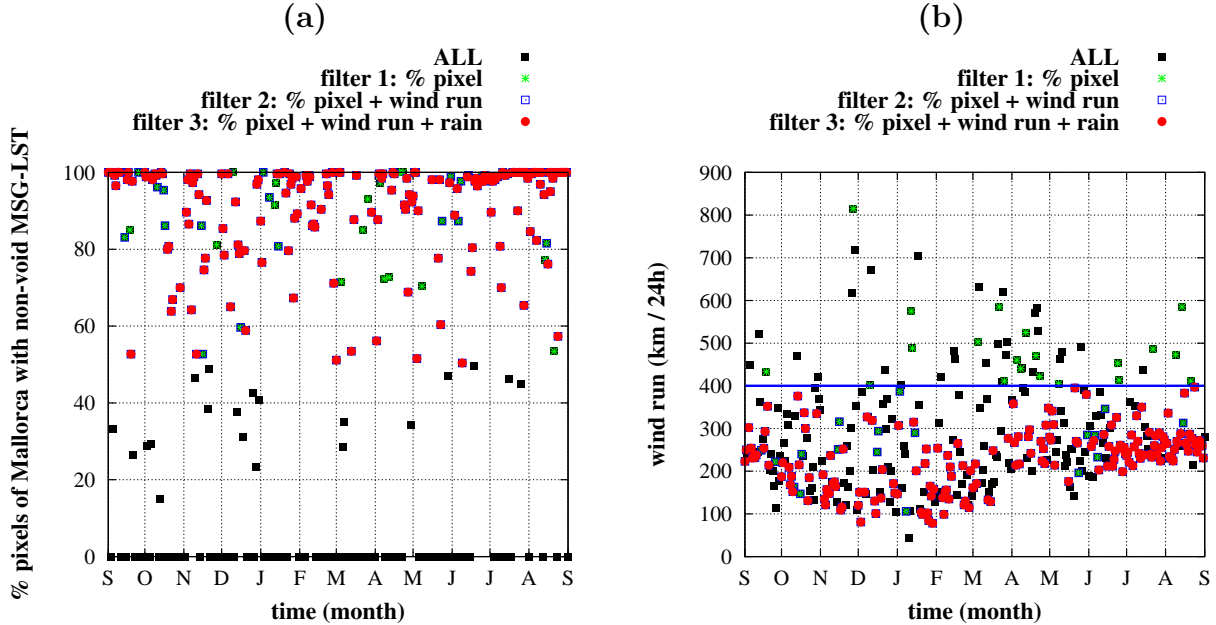 (a)
ALL
filter 1: % pixel
filter 2: % pixel + wind run
filter 3: % pixel + wind run + rain
% pixels of Mallorca with non-void MSG-LST
100
80
60
40
20
0
S O N D J F M A M J J A S
time (month)
(b)
ALL
filter 1: % pixel
filter 2: % pixel + wind run
filter 3: % pixel + wind run + rain
wind run (km / 24h)
900
800
700
600
500
400
300
200
100
0
S O N D J F M A M J J A S
time (month)